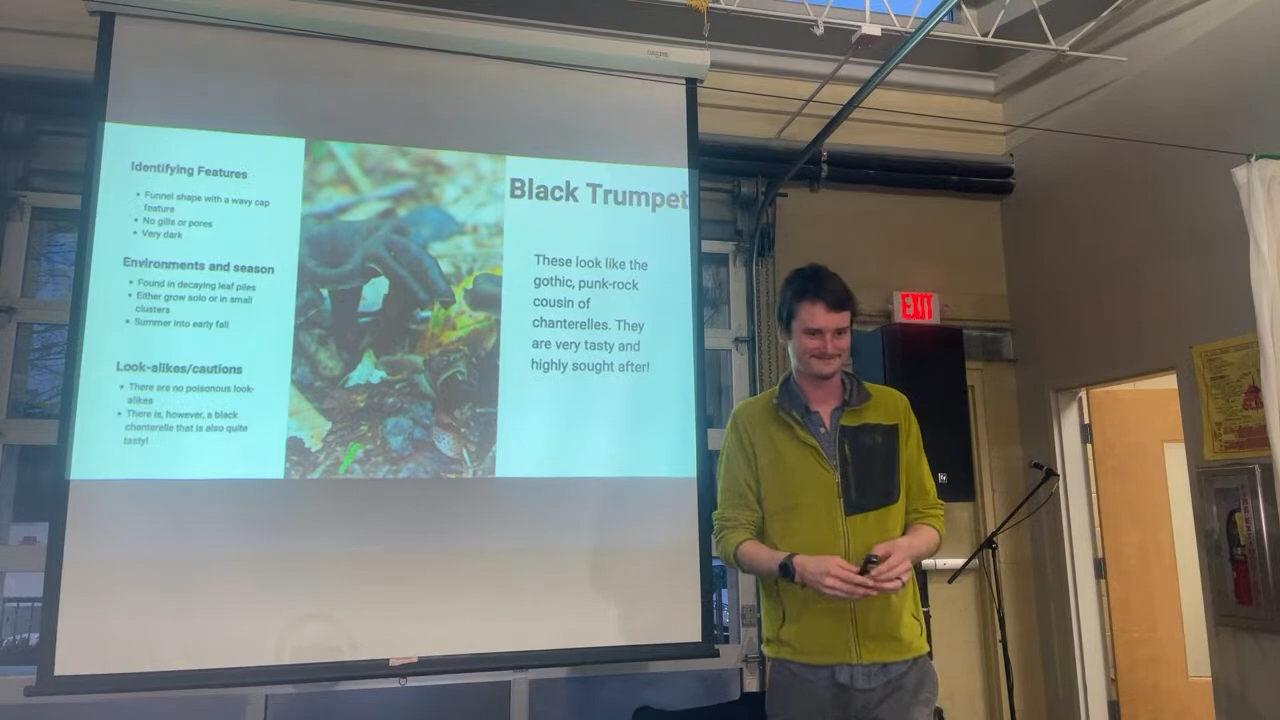 Identifying Features
Funnel shape with a wavy cap
feature
No gills or pores
Very dark
Environments and season
Found in decaying leaf piles
Either grow solo or in small
clusters
Summer into early fall
Look-alikes/cautions
There are no poisonous look-
alikes
There is, however, a black
chanterelle that is also quite
tasty!
Black Trumpet
These look like the
gothic, punk-rock
cousin of
chanterelles. They
are very tasty and
highly sought after!
EXIT